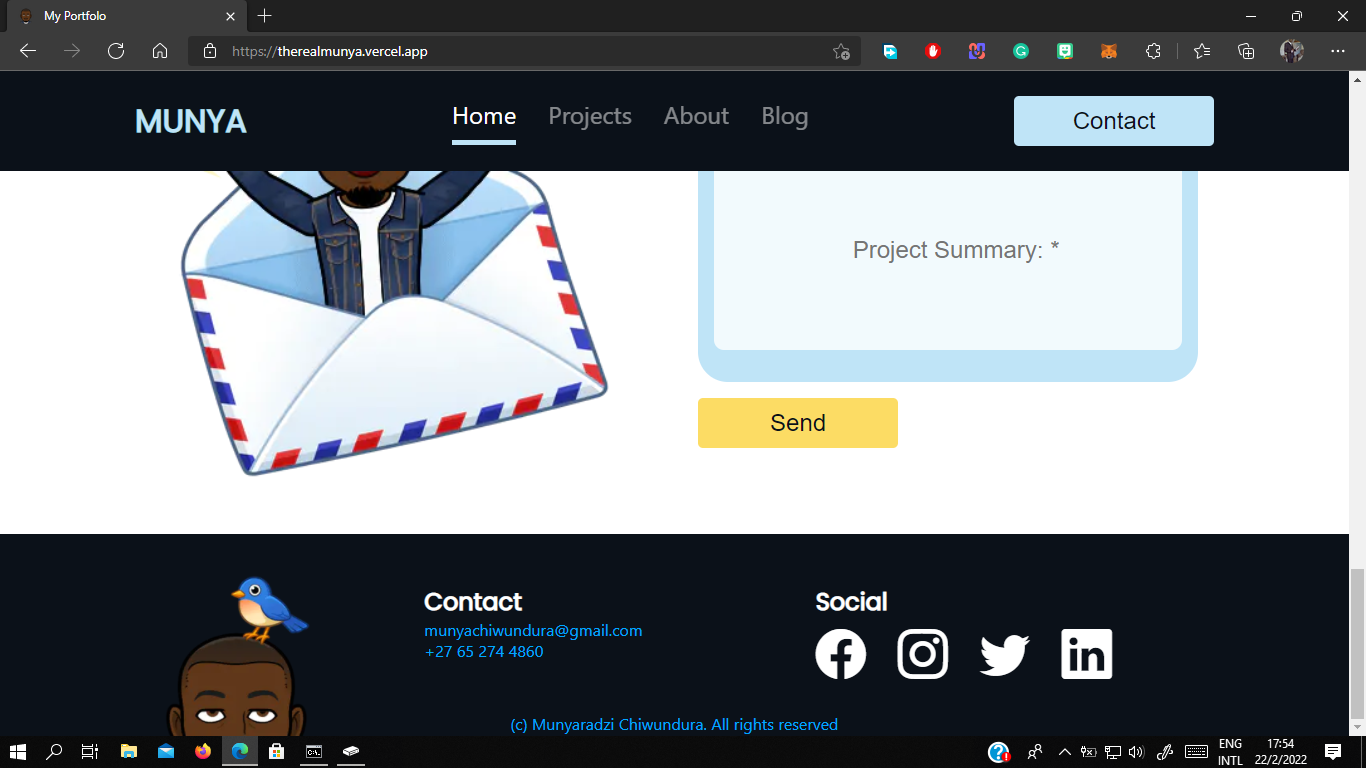 My Portfolo
https://therealmunya.vercel.app
MUNYA
Home
Projects
About
Blog
Contact
Project Summary: *
Send
Contact
munyachiwundura@gmail.com
+27 65 274 4860
Social
(c) Munyaradzi Chiwundura. All rights reserved
ENG
INTL
17:54
22/2/2022